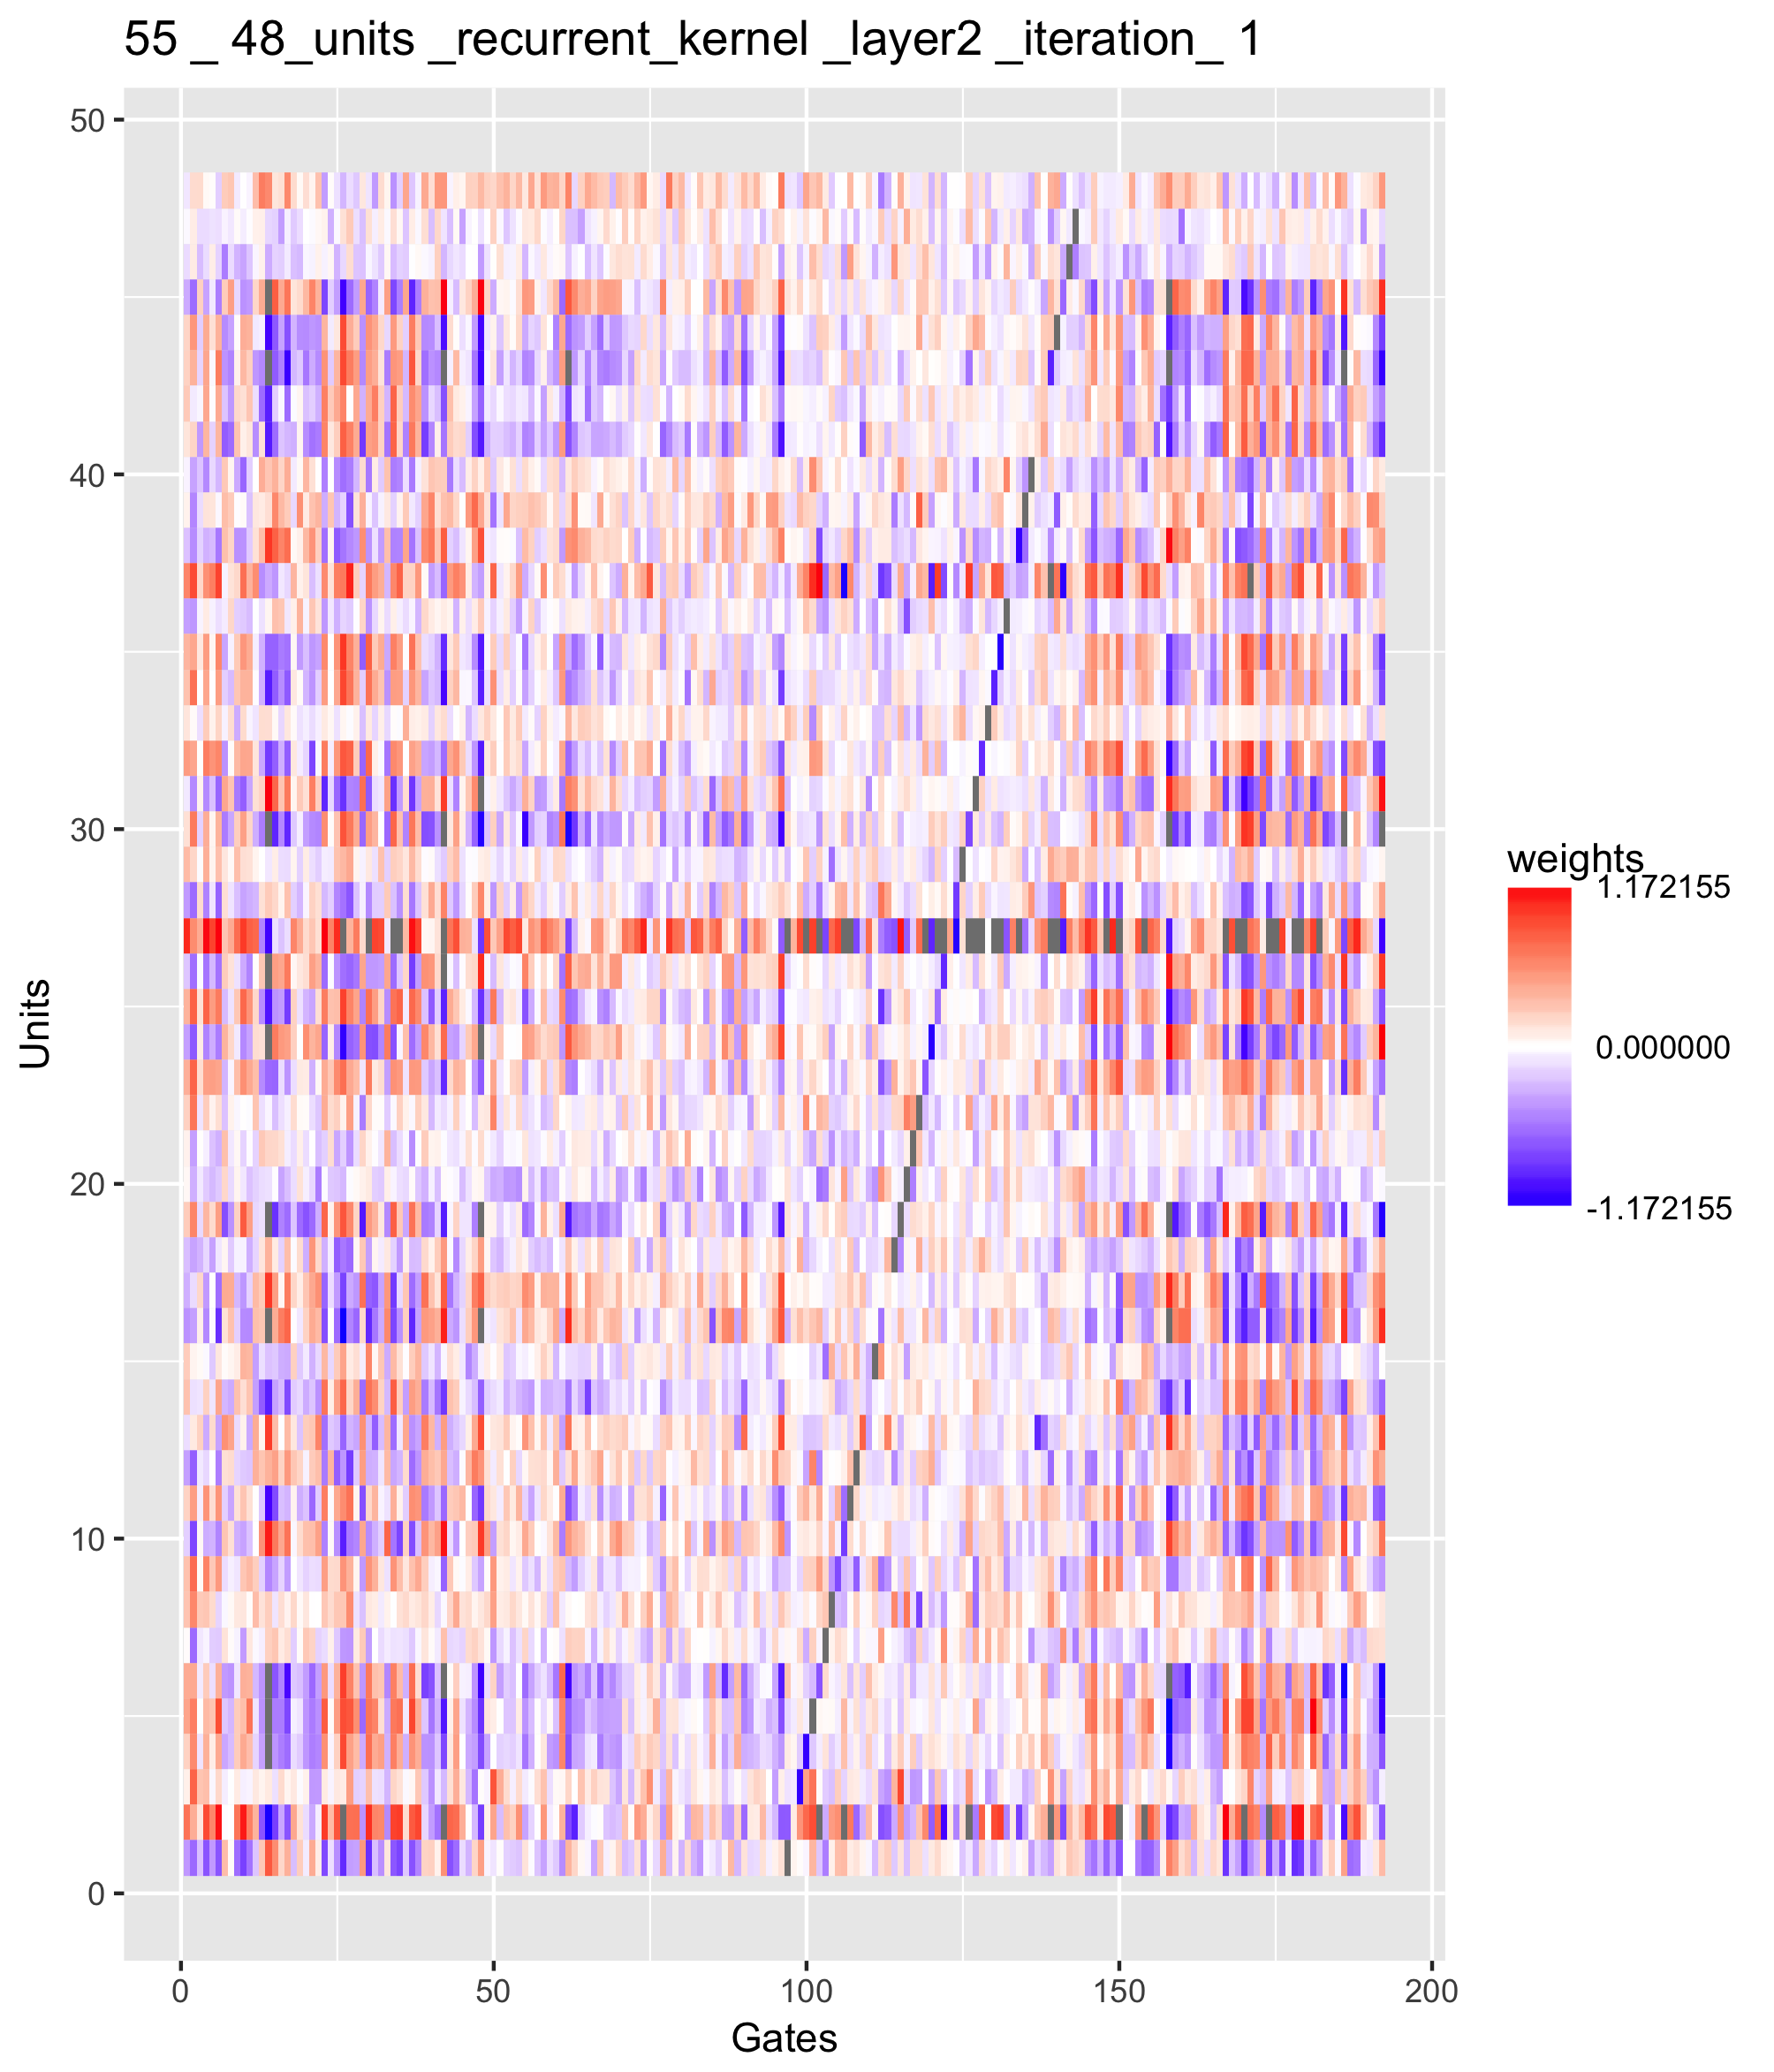 55 _ 48_units _recurrent_kernel _layer2 _iteration_ 1
50
40
30
20
10
0
Units
0 50 100 150 200
Gates
weights
1.172155
0.000000
-1.172155